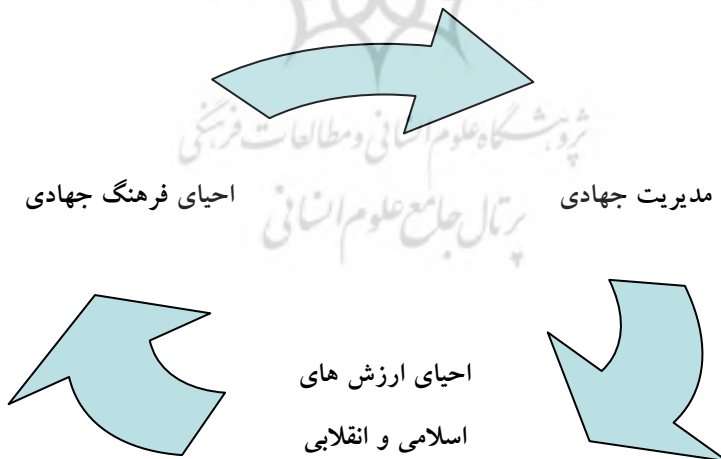 پژوهشگاه علوم انسانی و مطالعات فرهنگی
مدیریت جهادی
احیای فرهنگ جهادی
پرتال جامع علوم انسانی
احیای ارزش های
اسلامی و انقلابی